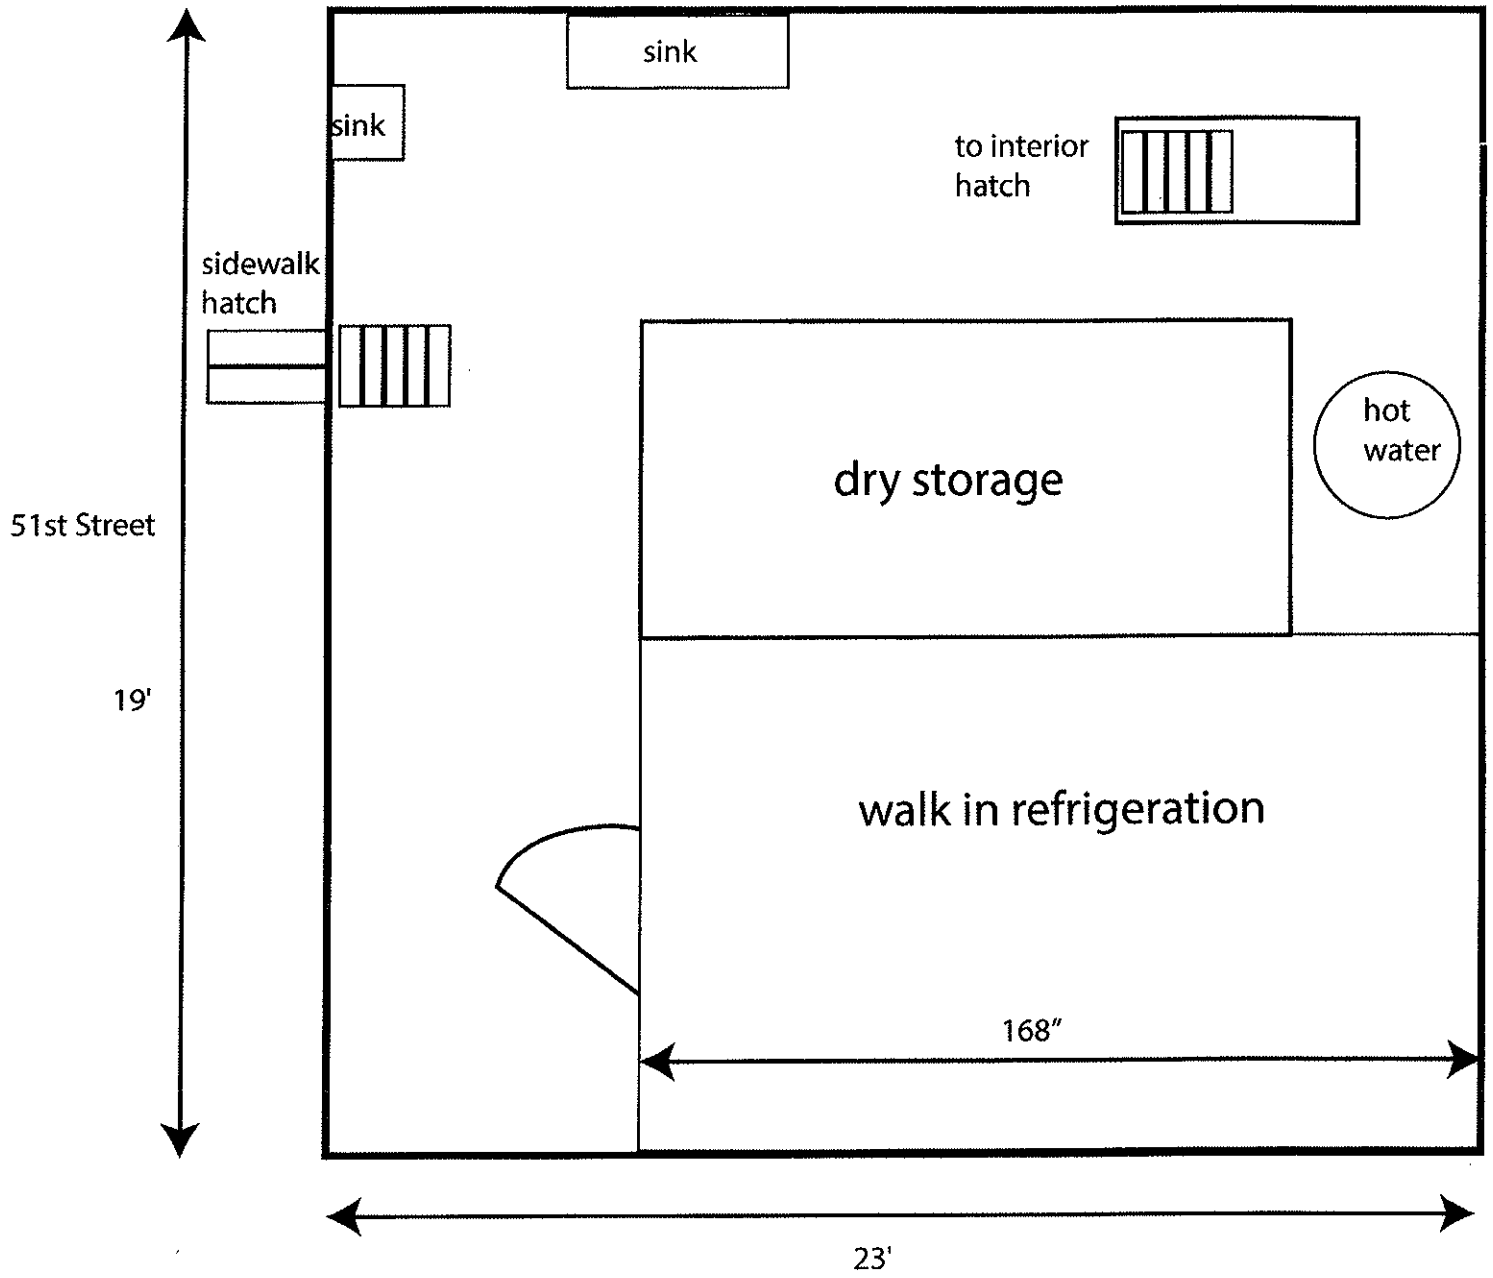 sink
sink
to interior
hatch
sidewalk
hatch
hot
water
dry storage
51st Street
19'
walk in refrigeration
168"
23'